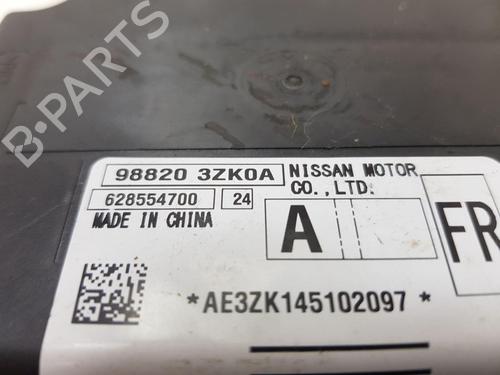 98820 3ZK0A NISSAN MOTOR CO.,LTD.
628554700 24
MADE IN CHINA
A
FR
*AE3ZK145102097*
B-PARTS